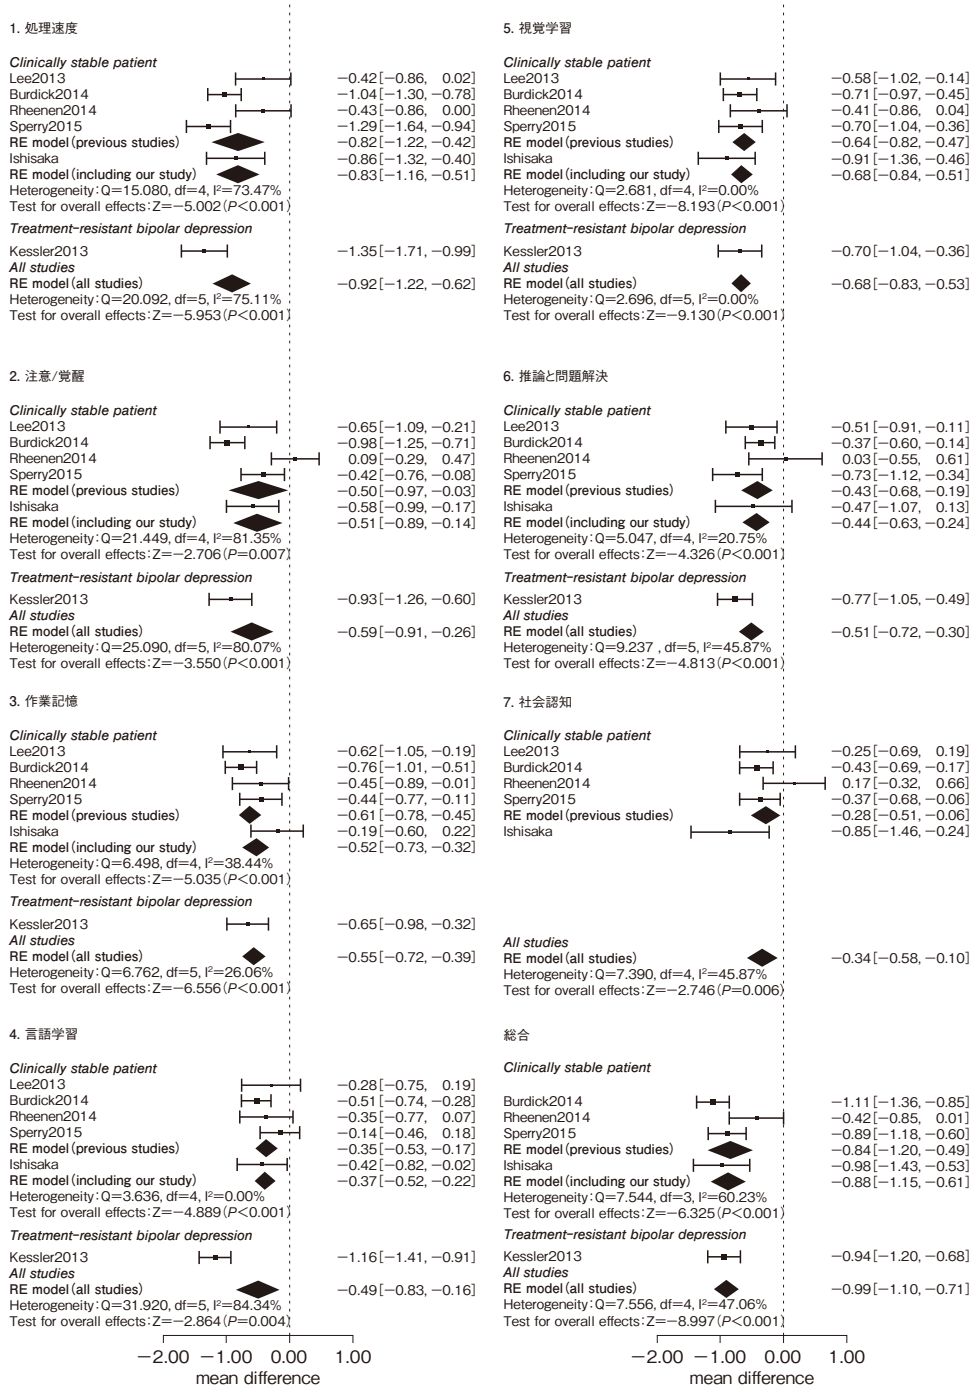 1. 処理速度
Clinically stable patient
Lee2013 −0.42[−0.86, 0.02]
Burdick2014 −1.04[−1.30, −0.78]
Rheenen2014 −0.43[−0.86, 0.00]
Sperry2015 −1.29[−1.64, −0.94]
RE model(previous studies) −0.82[−1.22, −0.42]
Ishisaka −0.86[−1.32, −0.40]
RE model(including our study) −0.83[−1.16, −0.51]
Heterogeneity:Q=15.080, df=4, I²=73.47%
Test for overall effects:Z=−5.002(P<0.001)
Treatment-resistant bipolar depression
Kessler2013 −1.35[−1.71, −0.99]
All studies
RE model(all studies) −0.92[−1.22, −0.62]
Heterogeneity:Q=20.092, df=5, I²=75.11%
Test for overall effects:Z=−5.953(P<0.001)
2. 注意/覚醒
Clinically stable patient
Lee2013 −0.65[−1.09, −0.21]
Burdick2014 −0.98[−1.25, −0.71]
Rheenen2014 0.09[−0.29, 0.47]
Sperry2015 −0.42[−0.76, −0.08]
RE model(previous studies) −0.50[−0.97, −0.03]
Ishisaka −0.58[−0.99, −0.17]
RE model(including our study) −0.51[−0.89, −0.14]
Heterogeneity:Q=21.449, df=4, I²=81.35%
Test for overall effects:Z=−2.706(P=0.007)
Treatment-resistant bipolar depression
Kessler2013 −0.93[−1.26, −0.60]
All studies
RE model(all studies) −0.59[−0.91, −0.26]
Heterogeneity:Q=25.090, df=5, I²=80.07%
Test for overall effects:Z=−3.550(P<0.001)
3. 作業記憶
Clinically stable patient
Lee2013 −0.62[−1.05, −0.19]
Burdick2014 −0.76[−1.01, −0.51]
Rheenen2014 −0.45[−0.89, −0.01]
Sperry2015 −0.44[−0.77, −0.11]
RE model(previous studies) −0.61[−0.78, −0.45]
Ishisaka −0.19[−0.60, 0.22]
RE model(including our study) −0.52[−0.73, −0.32]
Heterogeneity:Q=6.498, df=4, I²=38.44%
Test for overall effects:Z=−5.035(P<0.001)
Treatment-resistant bipolar depression
Kessler2013 −0.65[−0.98, −0.32]
All studies
RE model(all studies) −0.55[−0.72, −0.39]
Heterogeneity:Q=6.762, df=5, I²=26.06%
Test for overall effects:Z=−6.556(P<0.001)
4. 言語学習
Clinically stable patient
Lee2013 −0.28[−0.75, 0.19]
Burdick2014 −0.51[−0.74, −0.28]
Rheenen2014 −0.35[−0.77, 0.07]
Sperry2015 −0.14[−0.46, 0.18]
RE model(previous studies) −0.35[−0.53, −0.17]
Ishisaka −0.42[−0.82, −0.02]
RE model(including our study) −0.37[−0.52, −0.22]
Heterogeneity:Q=3.636, df=4, I²=0.00%
Test for overall effects:Z=−4.889(P<0.001)
Treatment-resistant bipolar depression
Kessler2013 −1.16[−1.41, −0.91]
All studies
RE model(all studies) −0.49[−0.83, −0.16]
Heterogeneity:Q=31.920, df=5, I²=84.34%
Test for overall effects:Z=−2.864(P=0.004)
−2.00 −1.00 0.00 1.00
mean difference
5. 視覚学習
Clinically stable patient
Lee2013 −0.58[−1.02, −0.14]
Burdick2014 −0.71[−0.97, −0.45]
Rheenen2014 −0.41[−0.86, 0.04]
Sperry2015 −0.70[−1.04, −0.36]
RE model(previous studies) −0.64[−0.82, −0.47]
Ishisaka −0.91[−1.36, −0.46]
RE model(including our study) −0.68[−0.84, −0.51]
Heterogeneity:Q=2.681, df=4, I²=0.00%
Test for overall effects:Z=−8.193(P<0.001)
Treatment-resistant bipolar depression
Kessler2013 −0.70[−1.04, −0.36]
All studies
RE model(all studies) −0.68[−0.83, −0.53]
Heterogeneity:Q=2.696, df=5, I²=0.00%
Test for overall effects:Z=−9.130(P<0.001)
6. 推論と問題解決
Clinically stable patient
Lee2013 −0.51[−0.91, −0.11]
Burdick2014 −0.37[−0.60, −0.14]
Rheenen2014 0.03[−0.55, 0.61]
Sperry2015 −0.73[−1.12, −0.34]
RE model(previous studies) −0.43[−0.68, −0.19]
Ishisaka −0.47[−1.07, 0.13]
RE model(including our study) −0.44[−0.63, −0.24]
Heterogeneity:Q=5.047, df=4, I²=20.75%
Test for overall effects:Z=−4.326(P<0.001)
Treatment-resistant bipolar depression
Kessler2013 −0.77[−1.05, −0.49]
All studies
RE model(all studies) −0.51[−0.72, −0.30]
Heterogeneity:Q=9.237 , df=5, I²=45.87%
Test for overall effects:Z=−4.813(P<0.001)
7. 社会認知
Clinically stable patient
Lee2013 −0.25[−0.69, 0.19]
Burdick2014 −0.43[−0.69, −0.17]
Rheenen2014 0.17[−0.32, 0.66]
Sperry2015 −0.37[−0.68, −0.06]
RE model(previous studies) −0.28[−0.51, −0.06]
Ishisaka −0.85[−1.46, −0.24]
All studies
RE model(all studies) −0.34[−0.58, −0.10]
Heterogeneity:Q=7.390, df=4, I²=45.87%
Test for overall effects:Z=−2.746(P=0.006)
総合
Clinically stable patient
Burdick2014 −1.11[−1.36, −0.85]
Rheenen2014 −0.42[−0.85, 0.01]
Sperry2015 −0.89[−1.18, −0.60]
RE model(previous studies) −0.84[−1.20, −0.49]
Ishisaka −0.98[−1.43, −0.53]
RE model(including our study) −0.88[−1.15, −0.61]
Heterogeneity:Q=7.544, df=3, I²=60.23%
Test for overall effects:Z=−6.325(P<0.001)
Treatment-resistant bipolar depression
Kessler2013 −0.94[−1.20, −0.68]
All studies
RE model(all studies) −0.99[−1.10, −0.71]
Heterogeneity:Q=7.556, df=4, I²=47.06%
Test for overall effects:Z=−8.997(P<0.001)
−2.00 −1.00 0.00 1.00
mean difference